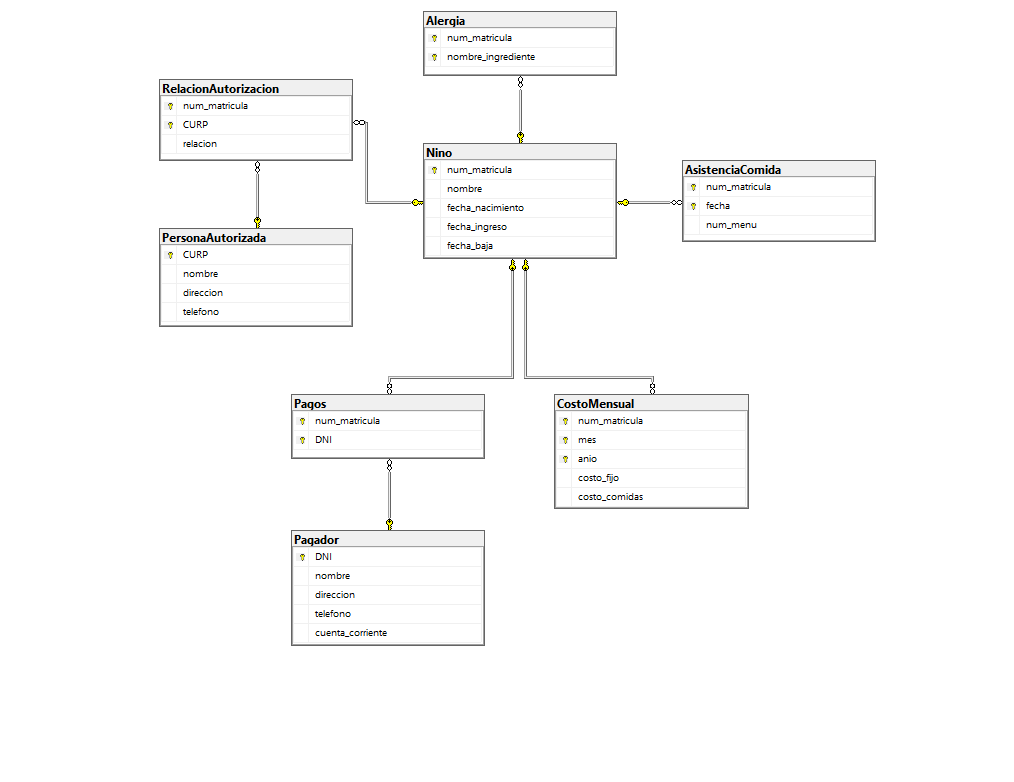 Alergia
num_matricula
nombre_ingrediente
RelacionAutorizacion
num_matricula
CURP
relacion
Nino
num_matricula
nombre
fecha_nacimiento
fecha_ingreso
fecha_baja
AsistenciaComida
num_matricula
fecha
num_menu
PersonaAutorizada
CURP
nombre
direccion
telefono
Pagos
num_matricula
DNI
CostoMensual
num_matricula
mes
anio
costo_fijo
costo_comidas
Pagador
DNI
nombre
direccion
telefono
cuenta_corriente